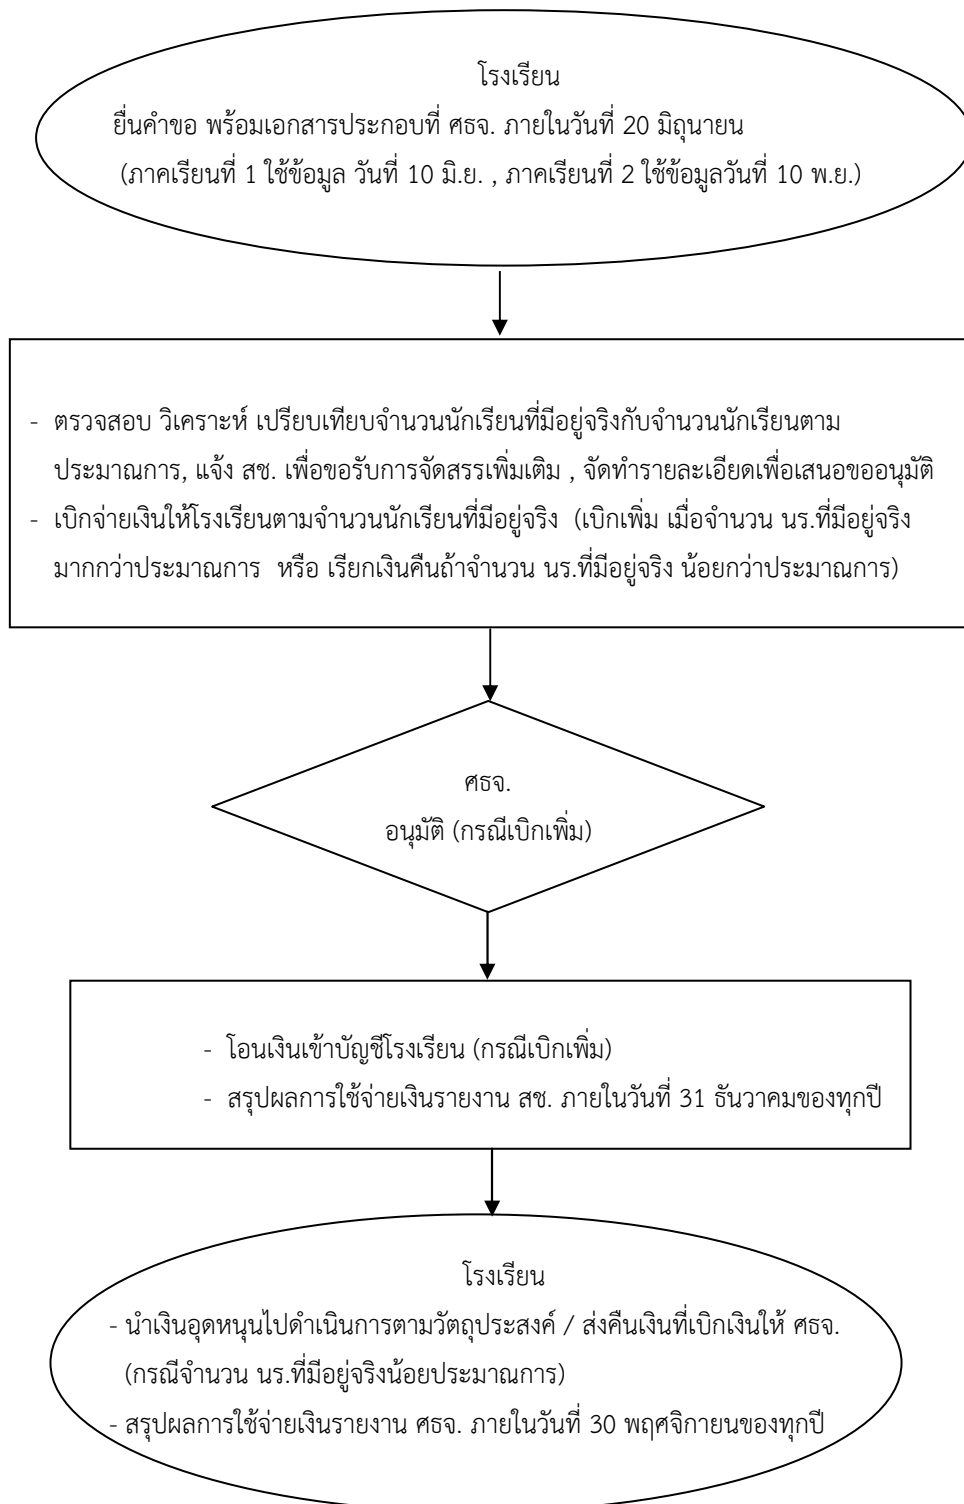 โรงเรียน
ยื่นคำขอ พร้อมเอกสารประกอบที่ ศธจ. ภายในวันที่ 20 มิถุนายน
(ภาคเรียนที่ 1 ใช้ข้อมูล วันที่ 10 มิ.ย. , ภาคเรียนที่ 2 ใช้ข้อมูลวันที่ 10 พ.ย.)
- ตรวจสอบ วิเคราะห์ เปรียบเทียบจำนวนนักเรียนที่มีอยู่จริงกับจำนวนนักเรียนตาม
ประมาณการ, แจ้ง สช. เพื่อขอรับการจัดสรรเพิ่มเติม , จัดทำรายละเอียดเพื่อเสนอขออนุมัติ
- เบิกจ่ายเงินให้โรงเรียนตามจำนวนนักเรียนที่มีอยู่จริง (เบิกเพิ่ม เมื่อจำนวน นร.ที่มีอยู่จริง
มากกว่าประมาณการ หรือ เรียกเงินคืนถ้าจำนวน นร.ที่มีอยู่จริง น้อยกว่าประมาณการ)
ศธจ.
อนุมัติ (กรณีเบิกเพิ่ม)
- โอนเงินเข้าบัญชีโรงเรียน (กรณีเบิกเพิ่ม)
- สรุปผลการใช้จ่ายเงินรายงาน สช. ภายในวันที่ 31 ธันวาคมของทุกปี
โรงเรียน
- นำเงินอุดหนุนไปดำเนินการตามวัตถุประสงค์ / ส่งคืนเงินที่เบิกเงินให้ ศธจ.
(กรณีจำนวน นร.ที่มีอยู่จริงน้อยประมาณการ)
- สรุปผลการใช้จ่ายเงินรายงาน ศธจ. ภายในวันที่ 30 พฤศจิกายนของทุกปี